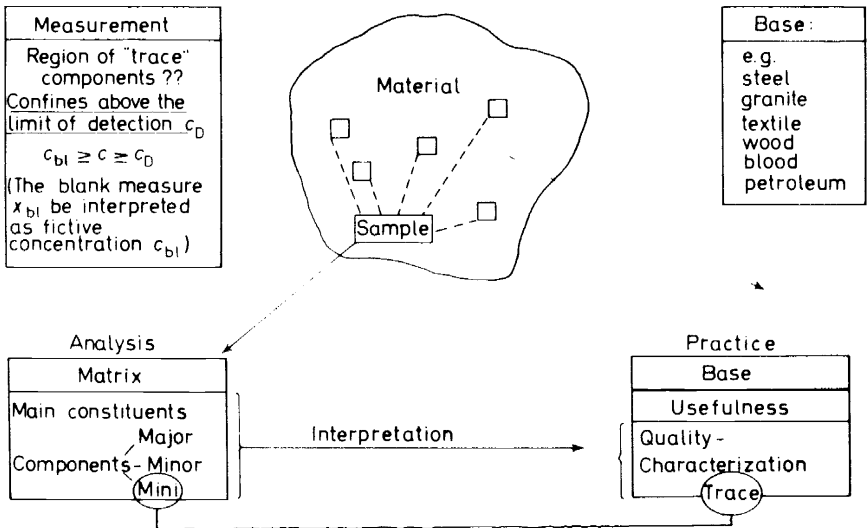 Measurement
Region of "trace"
components ??
Confines above the
limit of detection c_D
c_bl ≥ c ≥ c_D
(The blank measure
x_bl be interpreted
as fictive
concentration c_bl)
Material
Sample
Base:
e.g.
steel
granite
textile
wood
blood
petroleum
Analysis
Matrix
Main constituents
Major
Components - Minor
Mini
Interpretation
Practice
Base
Usefulness
Quality -
Characterization
Trace